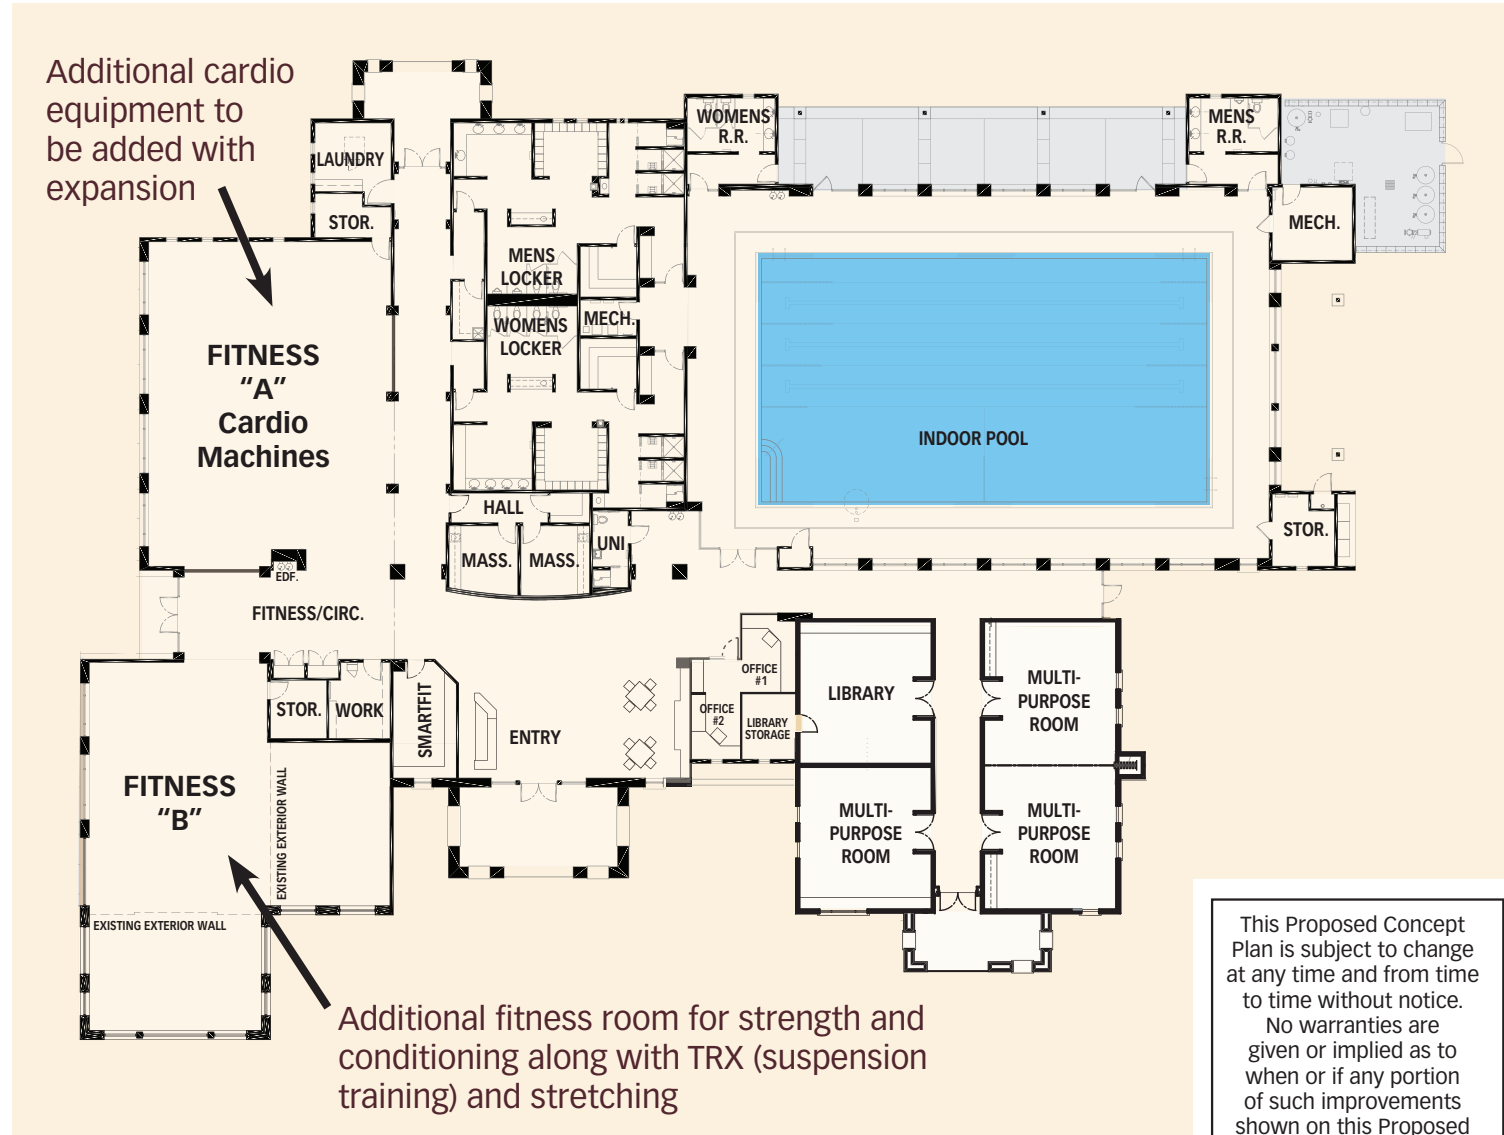 Additional cardio
equipment to
be added with
expansion
LAUNDRY
STOR.
WOMENS
R.R.
MENS
R.R.
MECH.
MENS
LOCKER
WOMENS
LOCKER
MECH.
FITNESS
“A”
Cardio
Machines
INDOOR POOL
HALL
MASS.
MASS.
UNI
STOR.
EDF.
FITNESS/CIRC.
STOR.
WORK
SMARTFIT
ENTRY
OFFICE
#1
OFFICE
#2
LIBRARY
STORAGE
LIBRARY
MULTI-
PURPOSE
ROOM
MULTI-
PURPOSE
ROOM
MULTI-
PURPOSE
ROOM
FITNESS
“B”
EXISTING EXTERIOR WALL
EXISTING EXTERIOR WALL
Additional fitness room for strength and
conditioning along with TRX (suspension
training) and stretching
This Proposed Concept
Plan is subject to change
at any time and from time
to time without notice.
No warranties are
given or implied as to
when or if any portion
of such improvements
shown on this Proposed